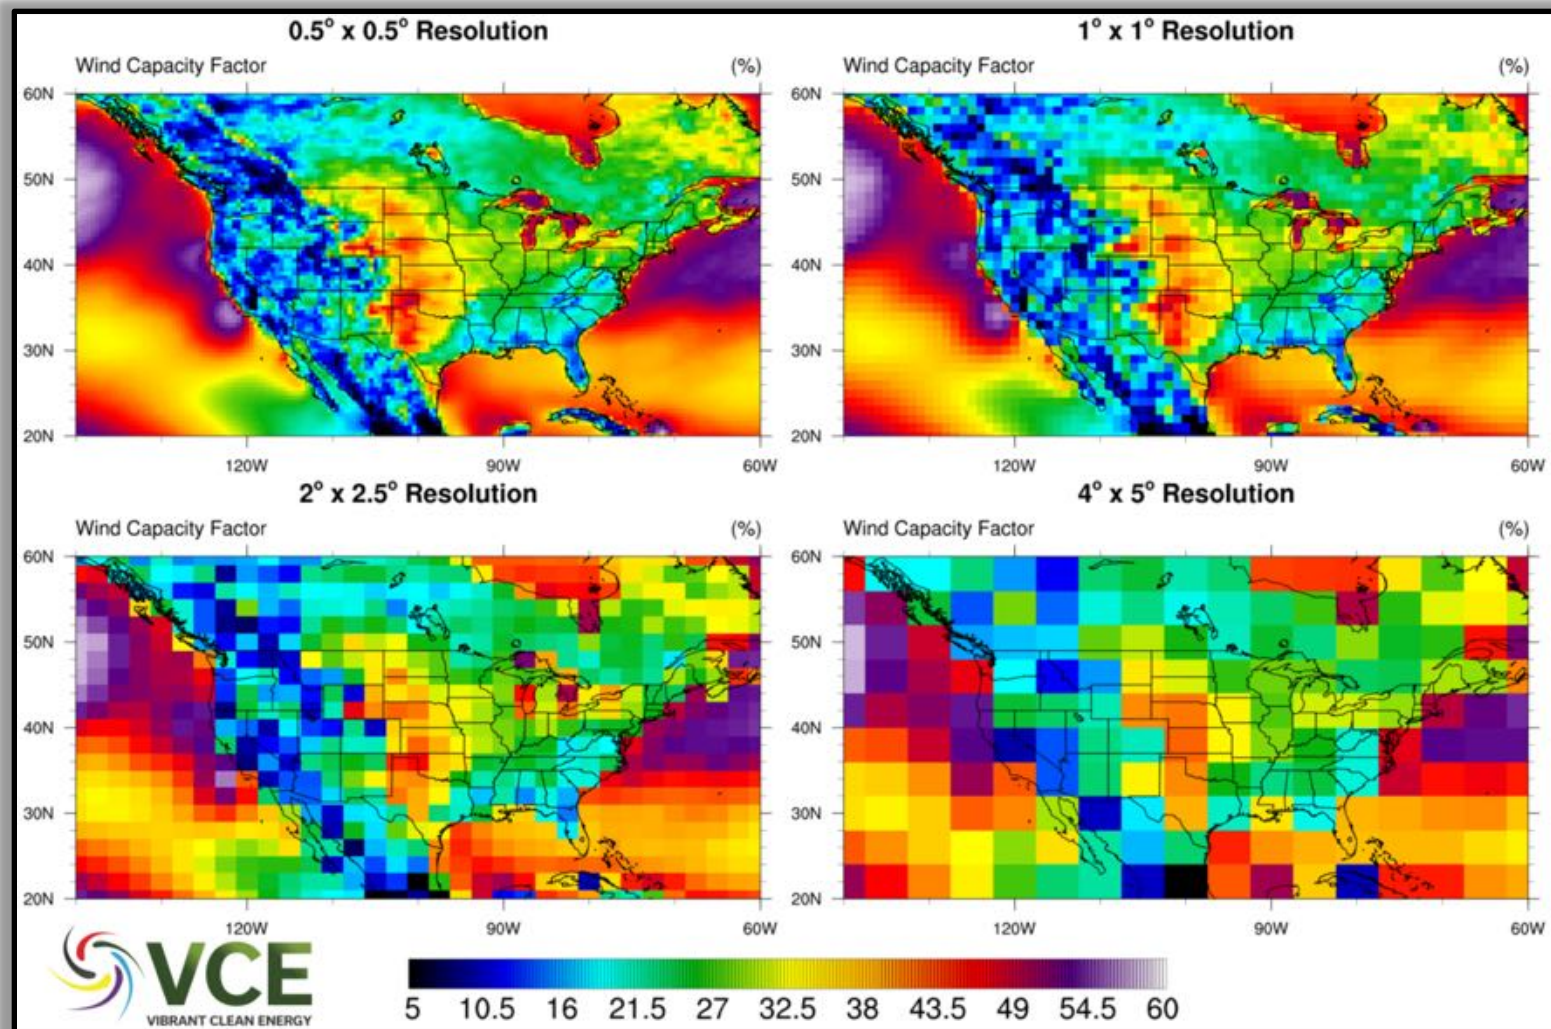 0.5° x 0.5° Resolution
Wind Capacity Factor (%)
60N
50N
40N
30N
20N
120W 90W 60W
1° x 1° Resolution
Wind Capacity Factor (%)
60N
50N
40N
30N
20N
120W 90W 60W
2° x 2.5° Resolution
Wind Capacity Factor (%)
60N
50N
40N
30N
20N
120W 90W 60W
4° x 5° Resolution
Wind Capacity Factor (%)
60N
50N
40N
30N
20N
120W 90W 60W
VCE
VIBRANT CLEAN ENERGY
5 10.5 16 21.5 27 32.5 38 43.5 49 54.5 60